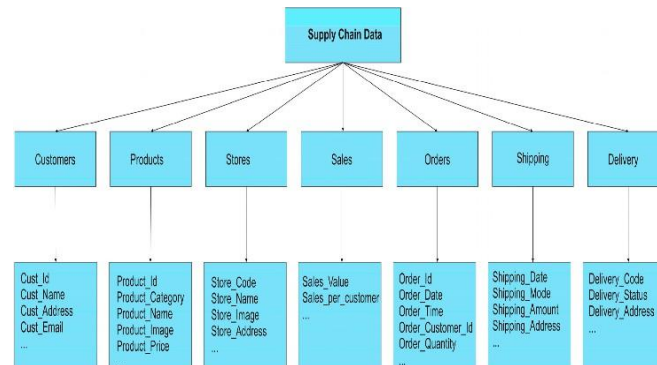 Supply Chain Data
Customers
Products
Stores
Sales
Orders
Shipping
Delivery
Cust_Id
Cust_Name
Cust_Address
Cust_Email
...
Product_Id
Product_Category
Product_Name
Product_Image
Product_Price
Store_Code
Store_Name
Store_Image
Store_Address
...
Sales_Value
Sales_per_customer
...
Order_Id
Order_Date
Order_Time
Order_Customer_Id
Order_Quantity
...
Shipping_Date
Shipping_Mode
Shipping_Amount
Shipping_Address
...
Delivery_Code
Delivery_Status
Delivery_Address
...